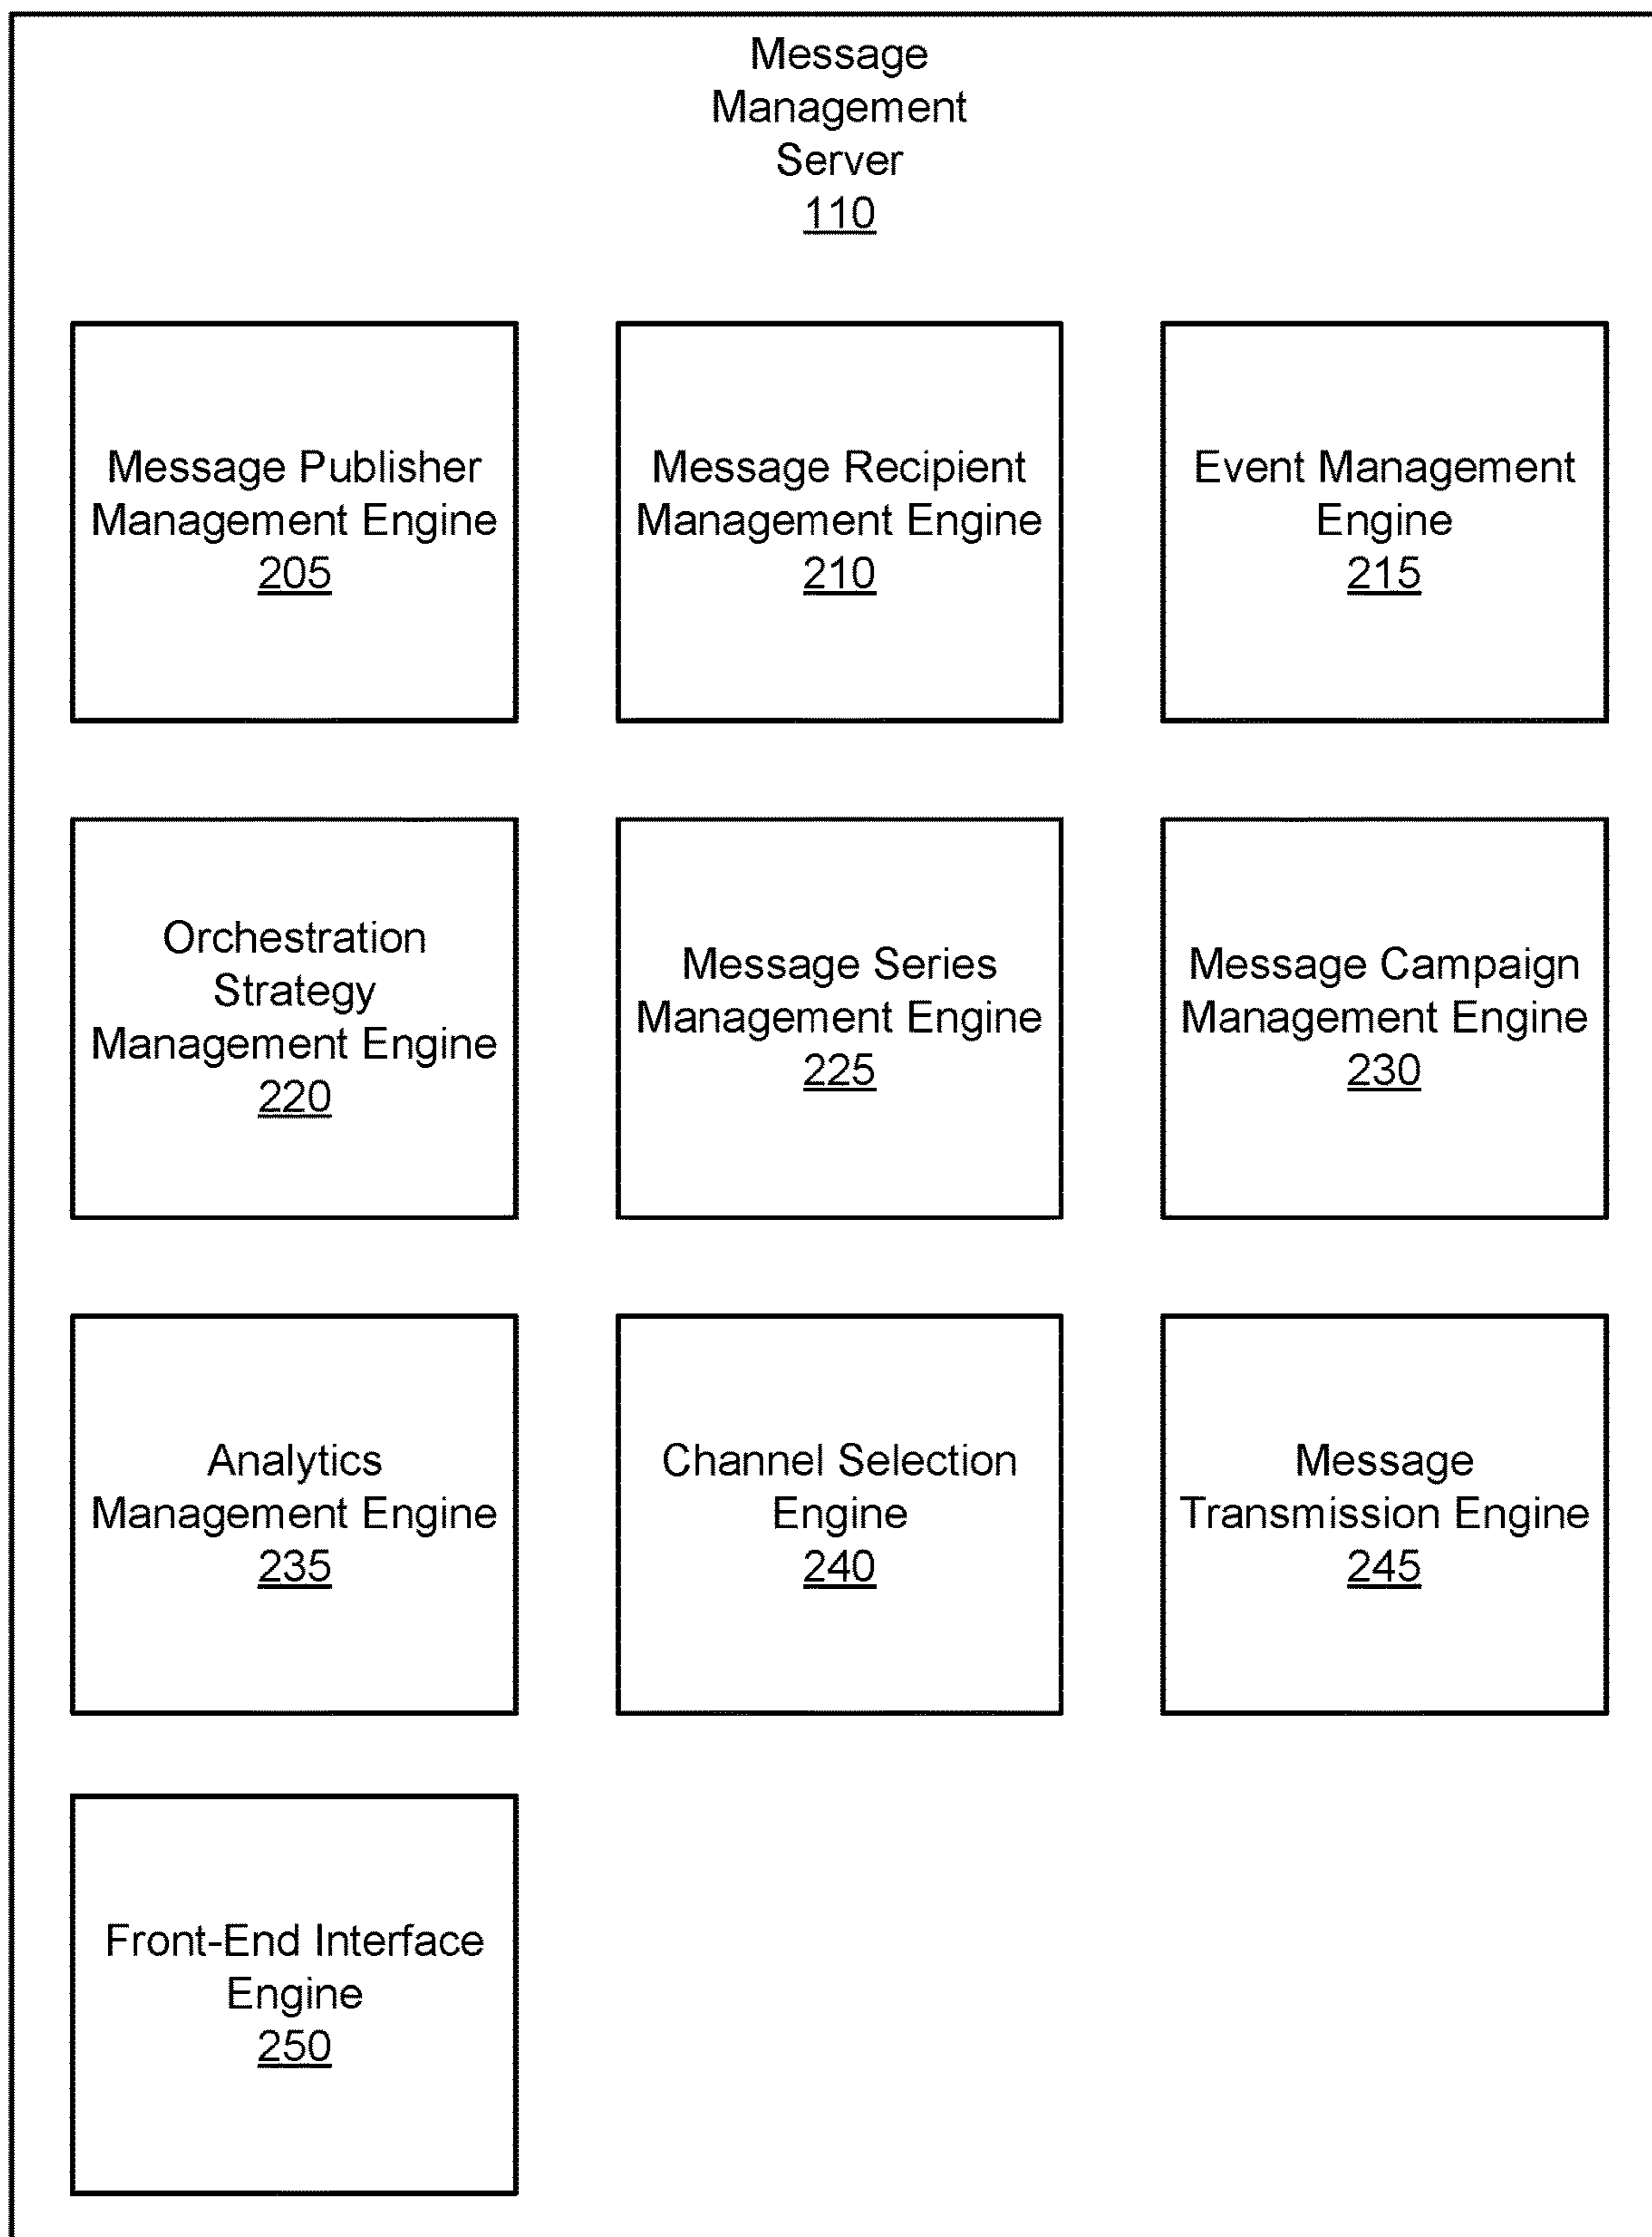 Message
Management
Server
110
Message Publisher
Management Engine
205
Message Recipient
Management Engine
210
Event Management
Engine
215
Orchestration
Strategy
Management Engine
220
Message Series
Management Engine
225
Message Campaign
Management Engine
230
Analytics
Management Engine
235
Channel Selection
Engine
240
Message
Transmission Engine
245
Front-End Interface
Engine
250